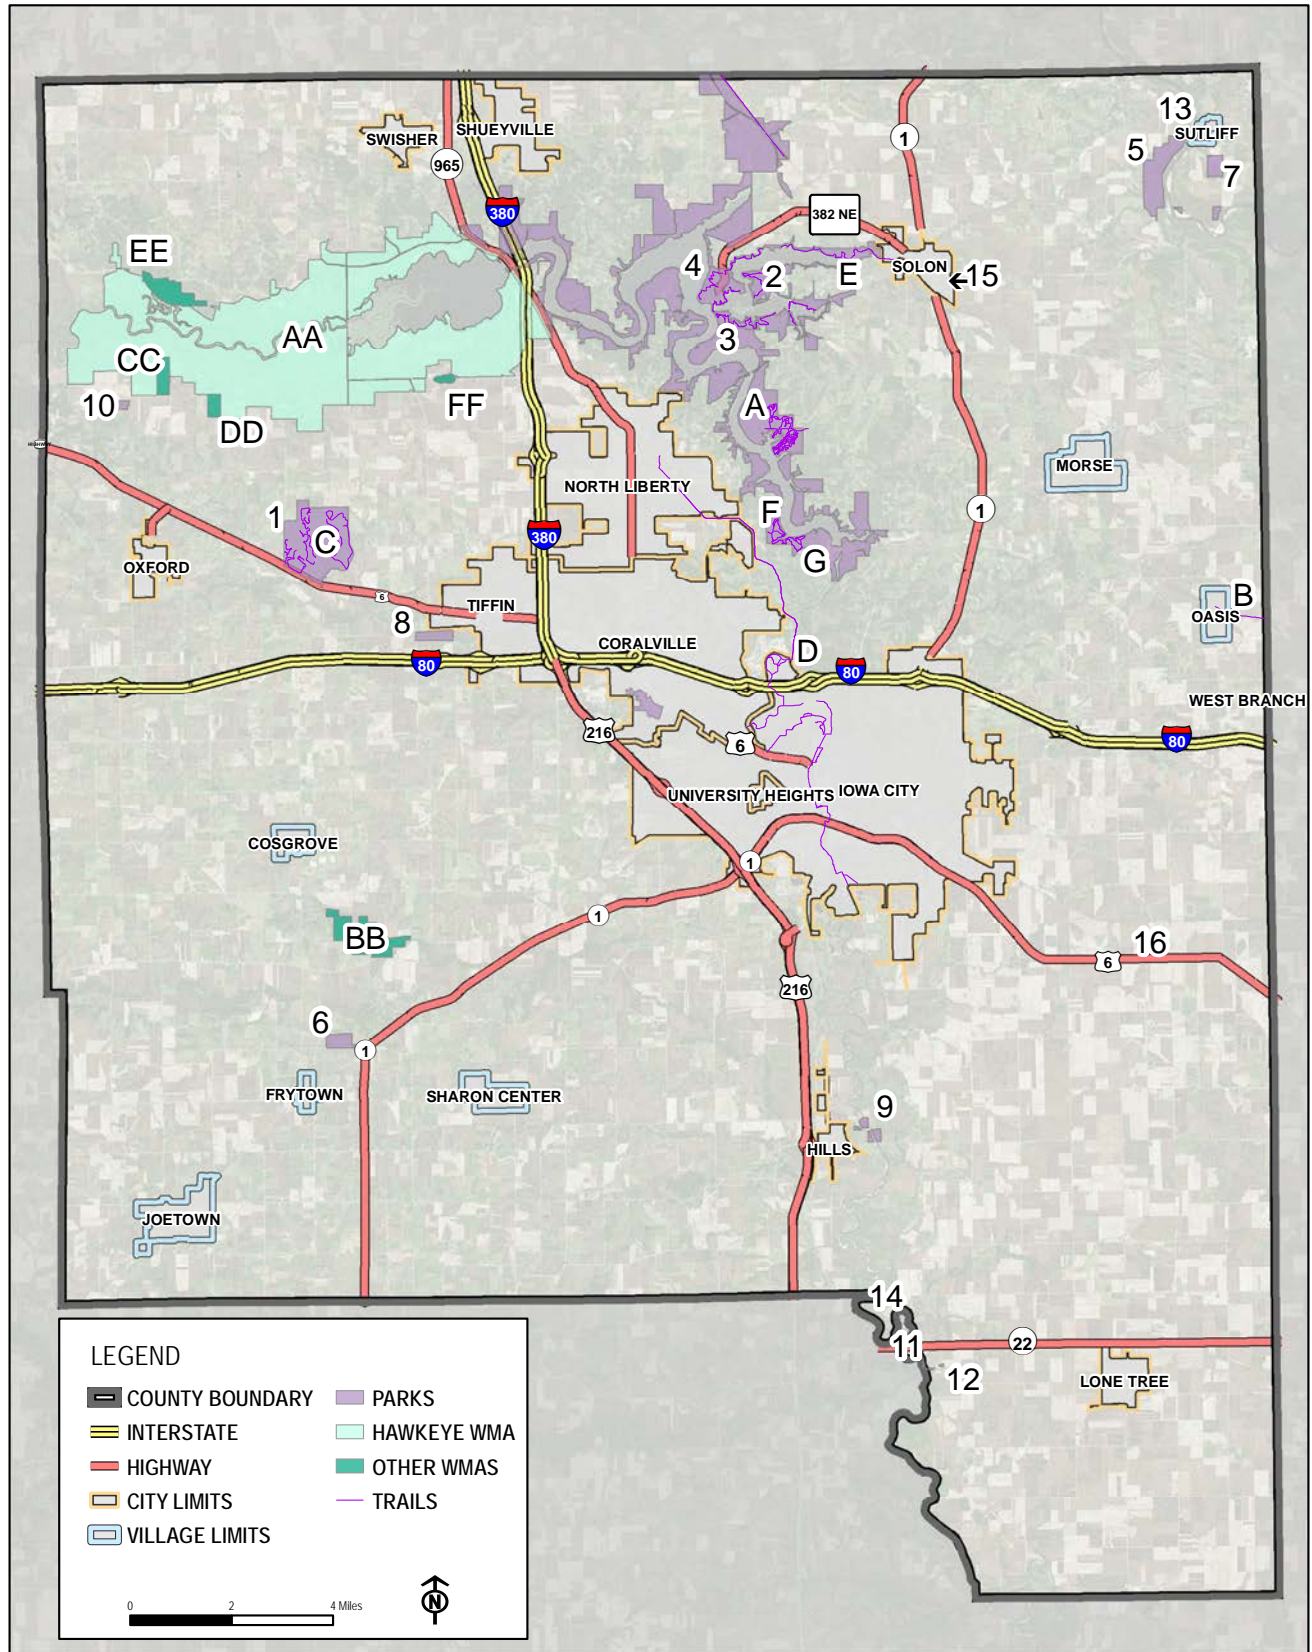 SWISHER
SHUEYVILLE
965
380
1
13
SUTLIFF
5
7
382 NE
EE
4
2
E
SOLON
15
AA
3
CC
10
DD
FF
A
HIGHWAY
MORSE
NORTH LIBERTY
1
1
C
380
F
G
OXFORD
6
TIFFIN
8
B
OASIS
CORALVILLE
D
80
80
WEST BRANCH
216
6
80
UNIVERSITY HEIGHTS
IOWA CITY
COSGROVE
1
1
BB
16
6
216
6
1
FRYTOWN
SHARON CENTER
9
HILLS
JOETOWN
14
11
22
12
LONE TREE
LEGEND
COUNTY BOUNDARY
PARKS
INTERSTATE
HAWKEYE WMA
HIGHWAY
OTHER WMAS
CITY LIMITS
TRAILS
VILLAGE LIMITS
0 2 4 Miles
N